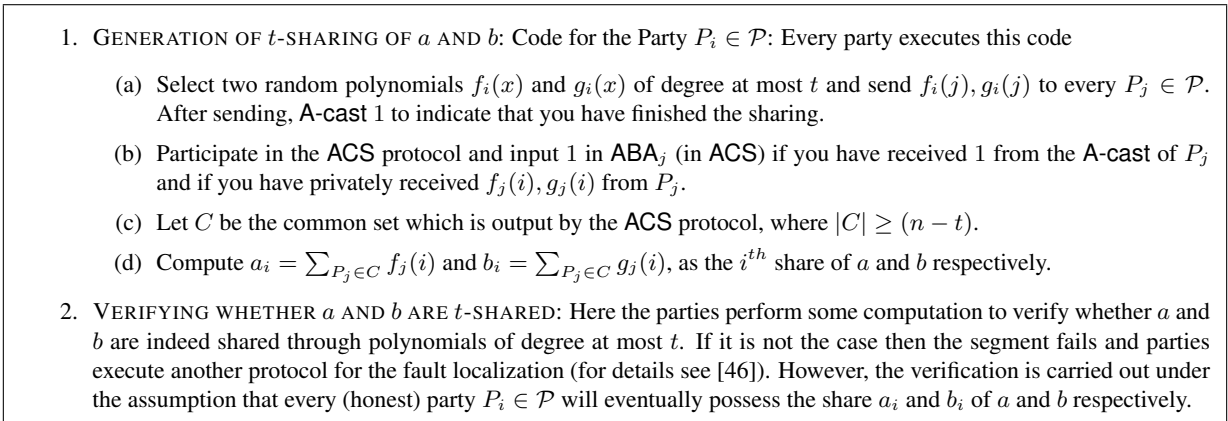 1. GENERATION OF t-SHARING OF a AND b: Code for the Party P_i ∈ 𝒫: Every party executes this code
(a) Select two random polynomials f_i(x) and g_i(x) of degree at most t and send f_i(j), g_i(j) to every P_j ∈ 𝒫.
After sending, A-cast 1 to indicate that you have finished the sharing.
(b) Participate in the ACS protocol and input 1 in ABA_j (in ACS) if you have received 1 from the A-cast of P_j
and if you have privately received f_j(i), g_j(i) from P_j.
(c) Let C be the common set which is output by the ACS protocol, where |C| ≥ (n − t).
(d) Compute a_i = ∑_{P_j∈C} f_j(i) and b_i = ∑_{P_j∈C} g_j(i), as the i^{th} share of a and b respectively.
2. VERIFYING WHETHER a AND b ARE t-SHARED: Here the parties perform some computation to verify whether a and
b are indeed shared through polynomials of degree at most t. If it is not the case then the segment fails and parties
execute another protocol for the fault localization (for details see [46]). However, the verification is carried out under
the assumption that every (honest) party P_i ∈ 𝒫 will eventually possess the share a_i and b_i of a and b respectively.